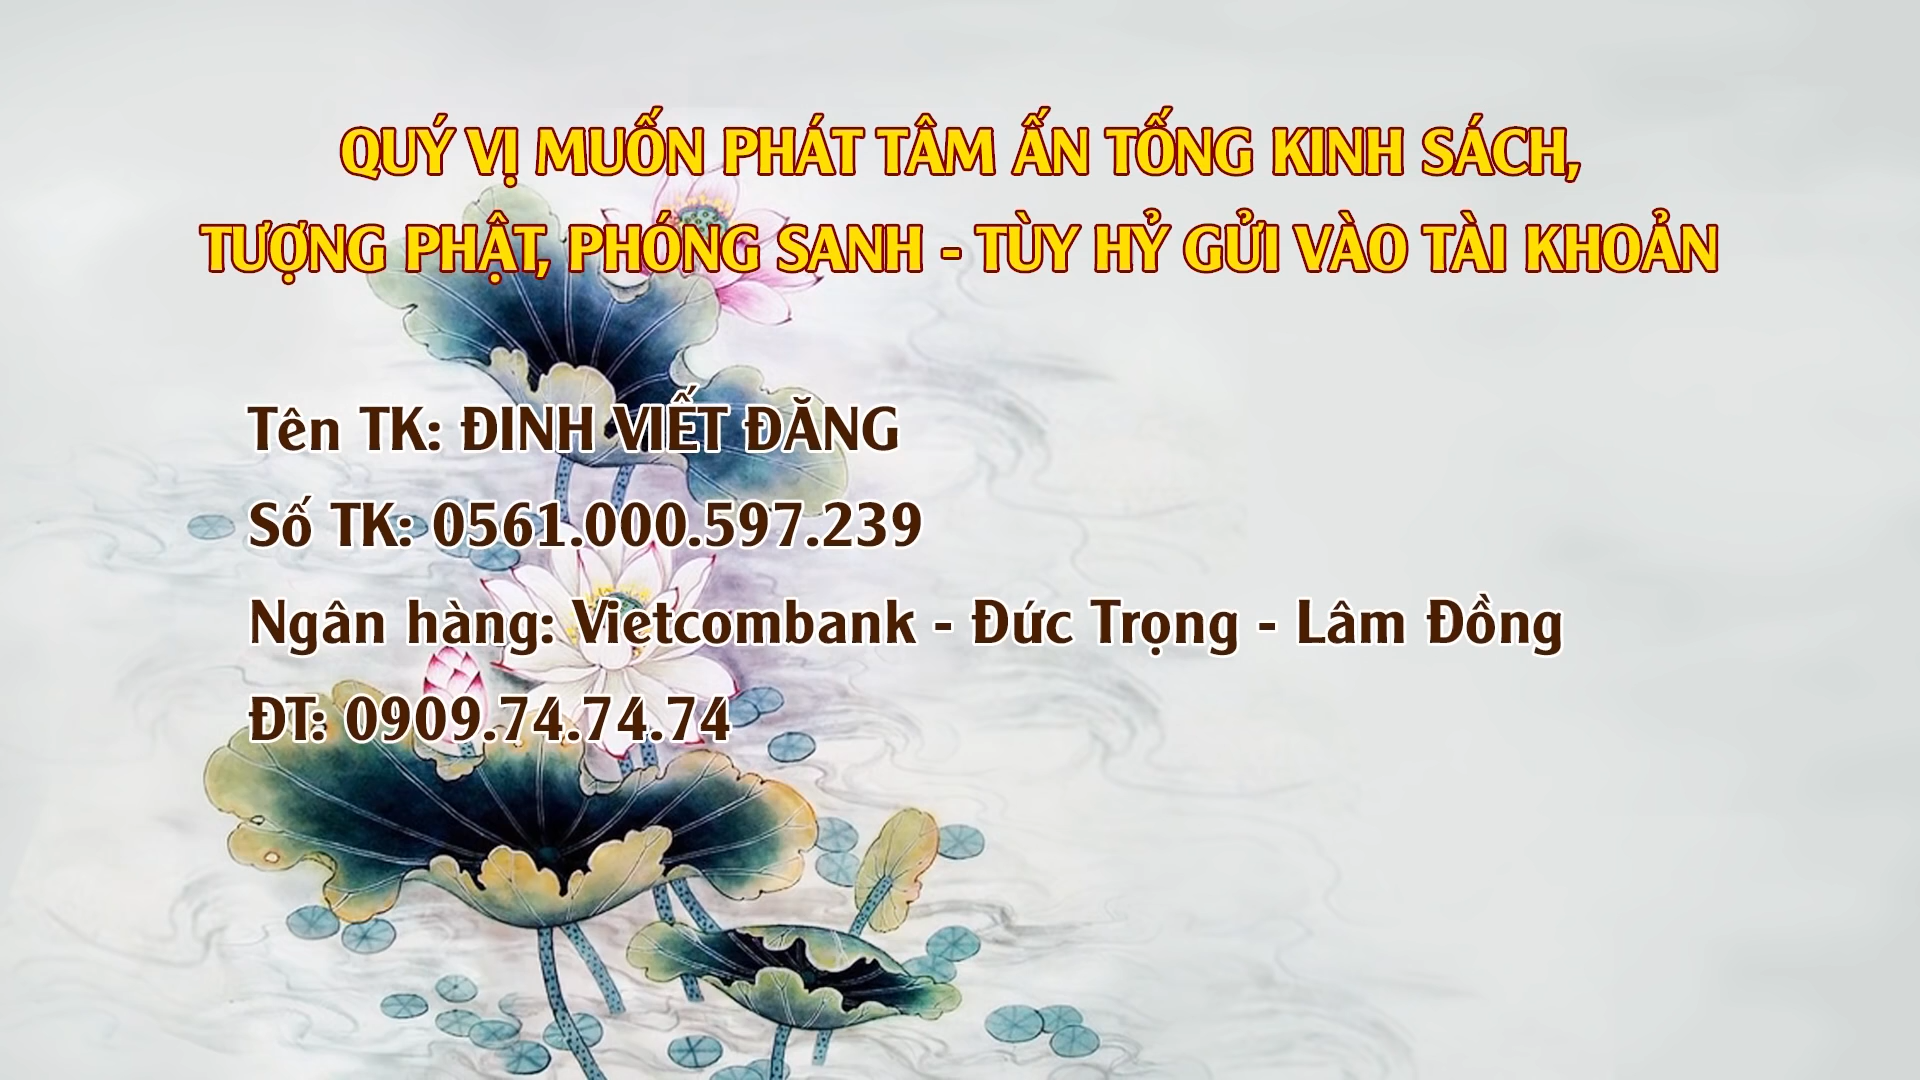 QUÝ VỊ MUỐN PHÁT TÂM ẤN TỐNG KINH SÁCH,
TƯỢNG PHẬT, PHÓNG SANH - TÙY HỶ GỬI VÀO TÀI KHOẢN
Tên TK: ĐINH VIẾT ĐĂNG
Số TK: 0561.000.597.239
Ngân hàng: Vietcombank - Đức Trọng - Lâm Đồng
ĐT: 0909.74.74.74